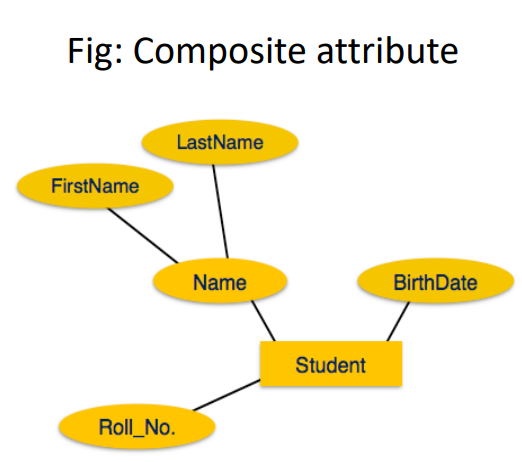 Fig: Composite attribute
LastName
FirstName
Name
BirthDate
Student
Roll_No.